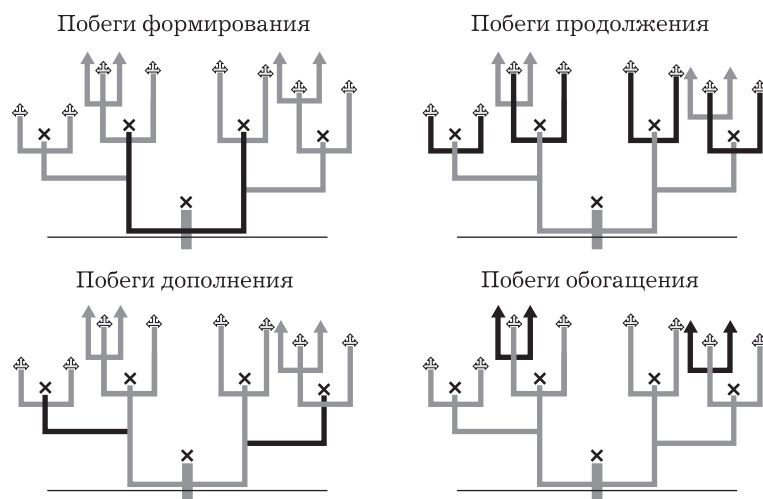 Побеги формирования
Побеги продолжения
Побеги дополнения
Побеги обогащения